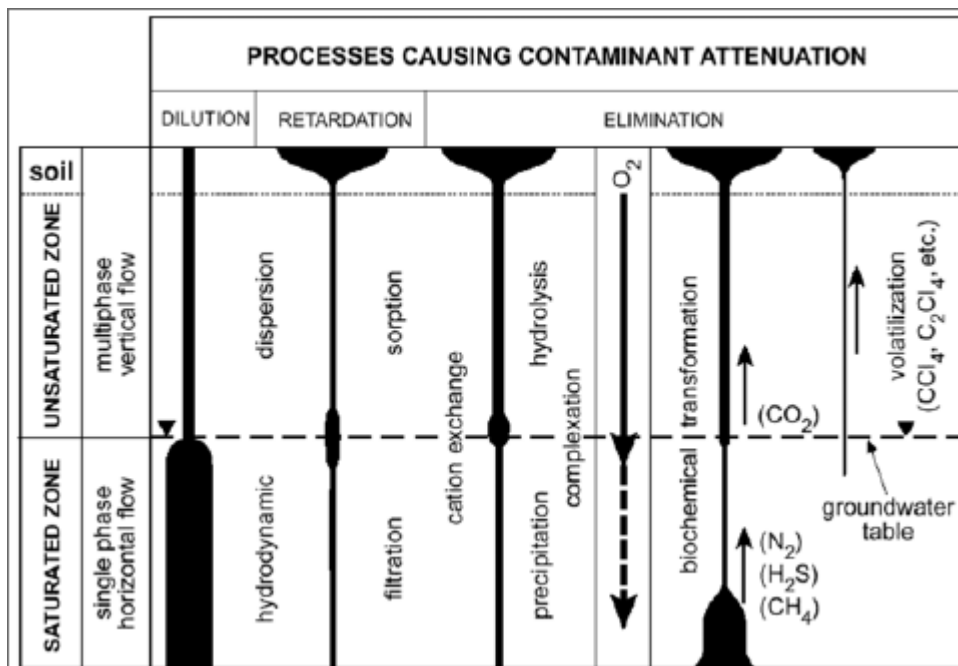 PROCESSES CAUSING CONTAMINANT ATTENUATION
DILUTION
RETARDATION
ELIMINATION
soil
UNSATURATED ZONE
multiphase
vertical flow
dispersion
sorption
hydrolysis
O₂
volatilization
(CCl₄, C₂Cl₄, etc.)
cation exchange
complexation
biochemical transformation
(CO₂)
SATURATED ZONE
single phase
horizontal flow
hydrodynamic
filtration
precipitation
(N₂)
(H₂S)
(CH₄)
groundwater
table